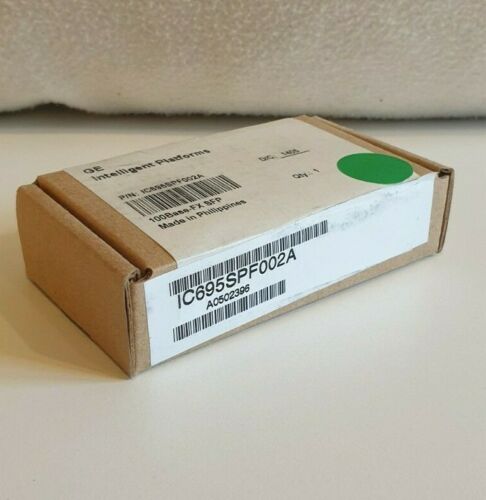 GE
Intelligent Platforms
P/N: IC695SPF002A
D/C: 1405
100Base-FX SFP
Qty.: 1
Made in Philippines
IC695SPF002A
A0502396